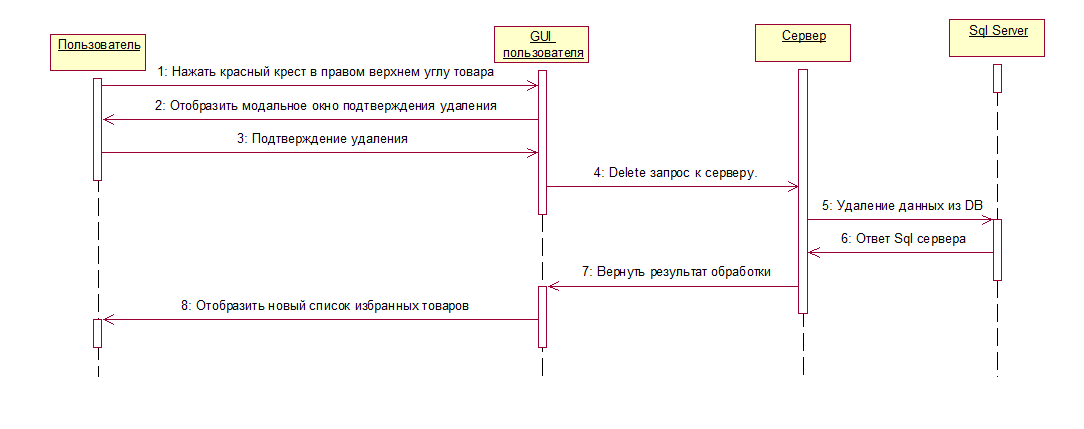 Пользователь
GUI
пользователя
Сервер
Sql Server
1: Нажать красный крест в правом верхнем углу товара
2: Отобразить модальное окно подтверждения удаления
3: Подтверждение удаления
4: Delete запрос к серверу.
5: Удаление данных из DB
6: Ответ Sql сервера
7: Вернуть результат обработки
8: Отобразить новый список избранных товаров